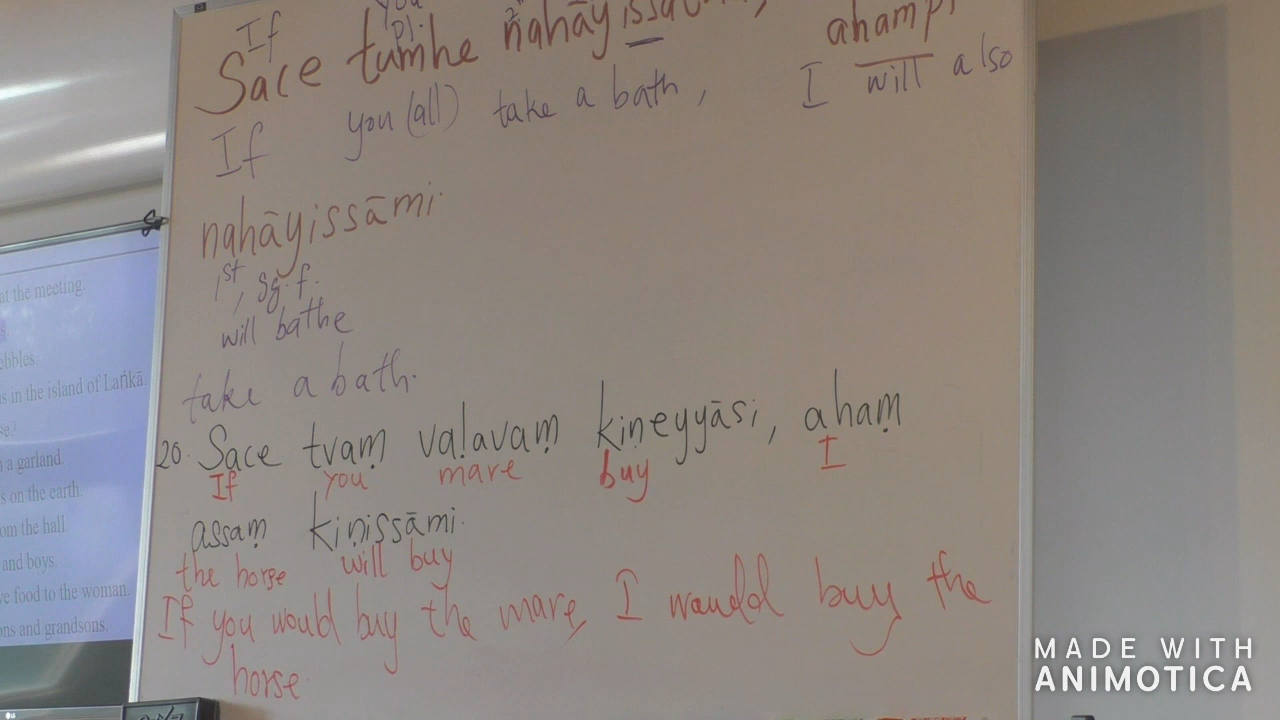 If you
pl.
Sace tumhe nahāyissatha, ahampi
If you (all) take a bath, I will also
nahāyissāmi.
1st, sg. f.
will bathe
take a bath.
20. Sace tvaṃ vaḷavaṃ kiṇeyyāsi, ahaṃ
If you mare buy I
assaṃ kiṇissāmi.
the horse will buy
If you would buy the mare, I would buy the
horse.
at the meeting.
s.
ebbles.
s in the island of Laṅkā.
se.
n a garland.
s on the earth.
om the hall.
and boys.
ve food to the woman.
ons and grandsons.
LG
MADE WITH
ANIMOTICA